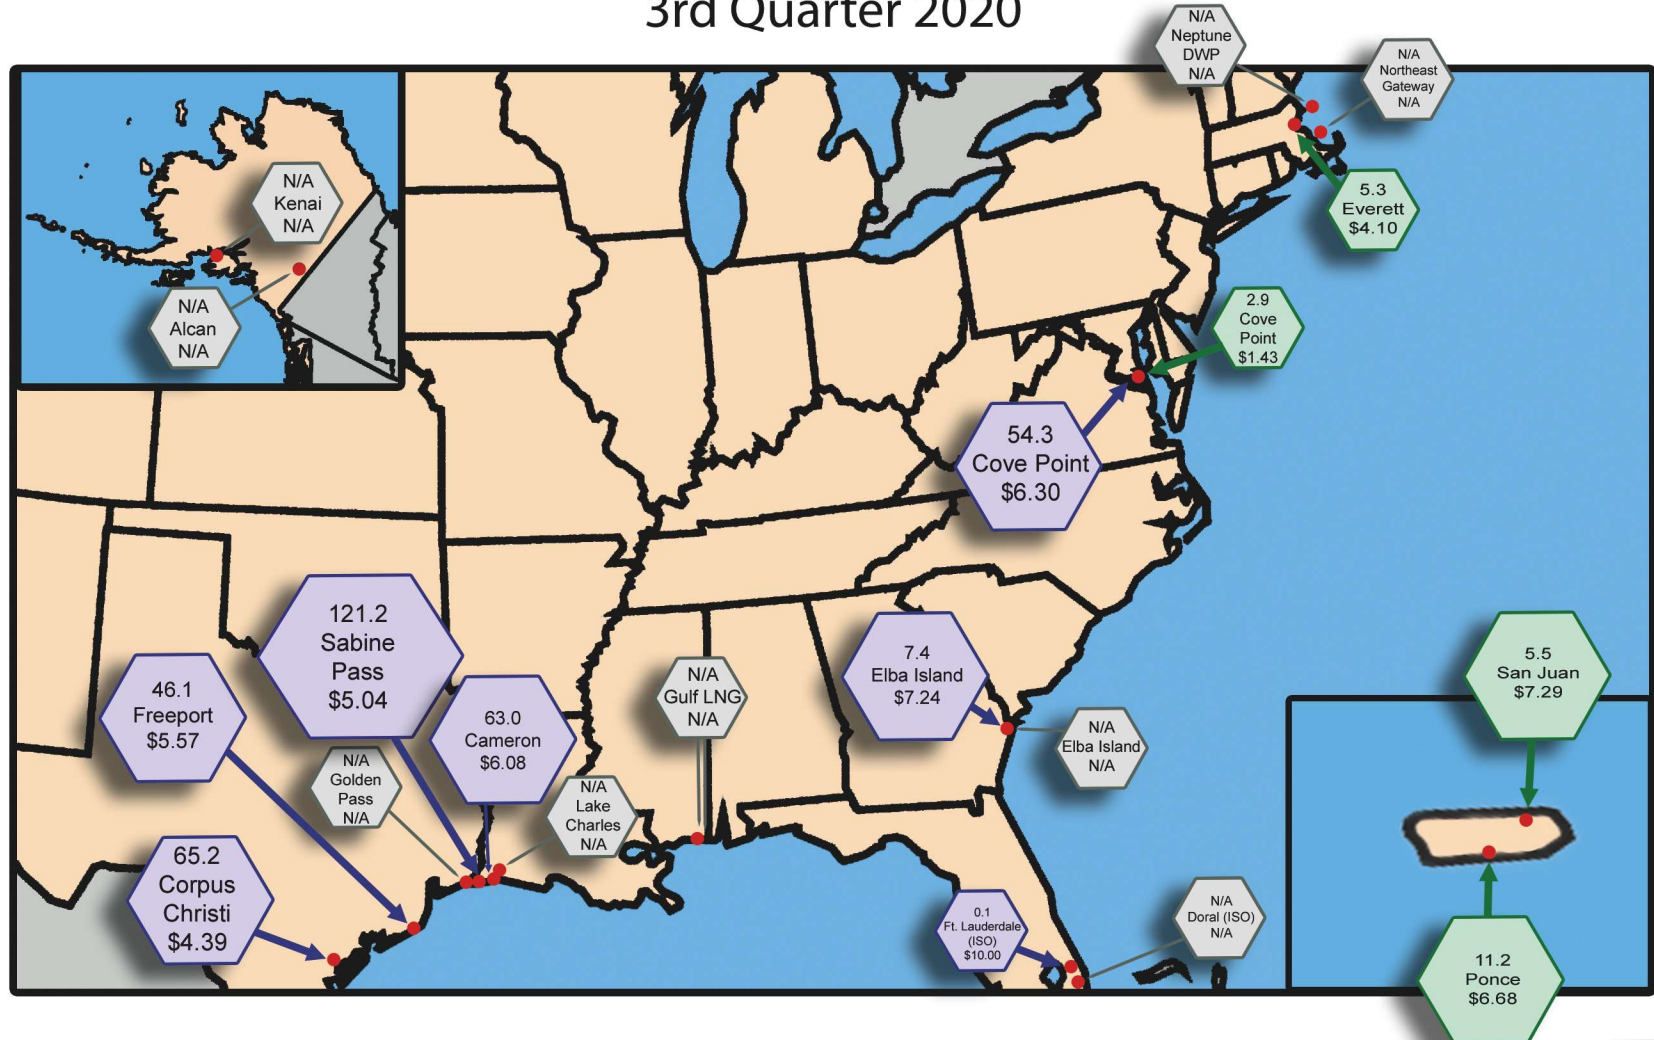 3rd Quarter 2020
N/A
Neptune
DWP
N/A
N/A
Northeast
Gateway
N/A
N/A
Kenai
N/A
5.3
Everett
$4.10
N/A
Alcan
N/A
2.9
Cove
Point
$1.43
54.3
Cove Point
$6.30
121.2
Sabine
Pass
$5.04
46.1
Freeport
$5.57
63.0
Cameron
$6.08
N/A
Gulf LNG
N/A
7.4
Elba Island
$7.24
N/A
Elba Island
N/A
5.5
San Juan
$7.29
N/A
Golden
Pass
N/A
N/A
Lake
Charles
N/A
65.2
Corpus
Christi
$4.39
0.1
Ft. Lauderdale
(ISO)
$10.00
N/A
Doral (ISO)
N/A
11.2
Ponce
$6.68